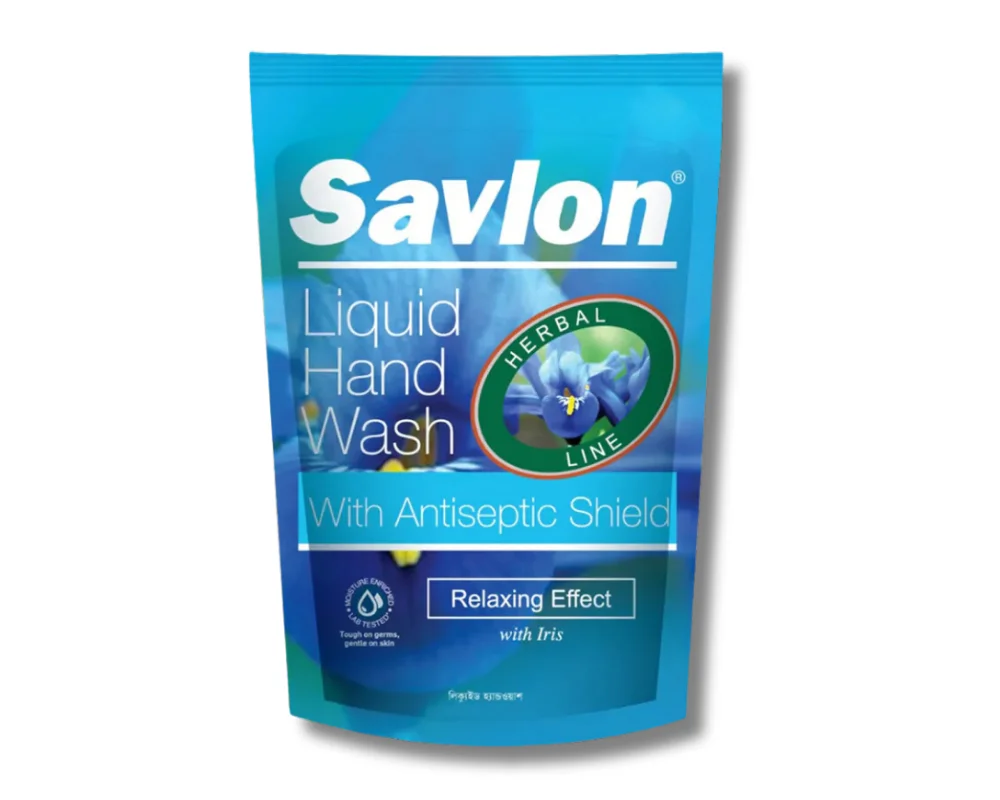 Savlon®
Liquid
Hand
Wash
HERBAL
LINE
With Antiseptic Shield
MOISTURE ENRICHED
LAB TESTED*
Tough on germs,
gentle on skin
Relaxing Effect
with Iris
লিকুইড হ্যান্ডওয়াশ